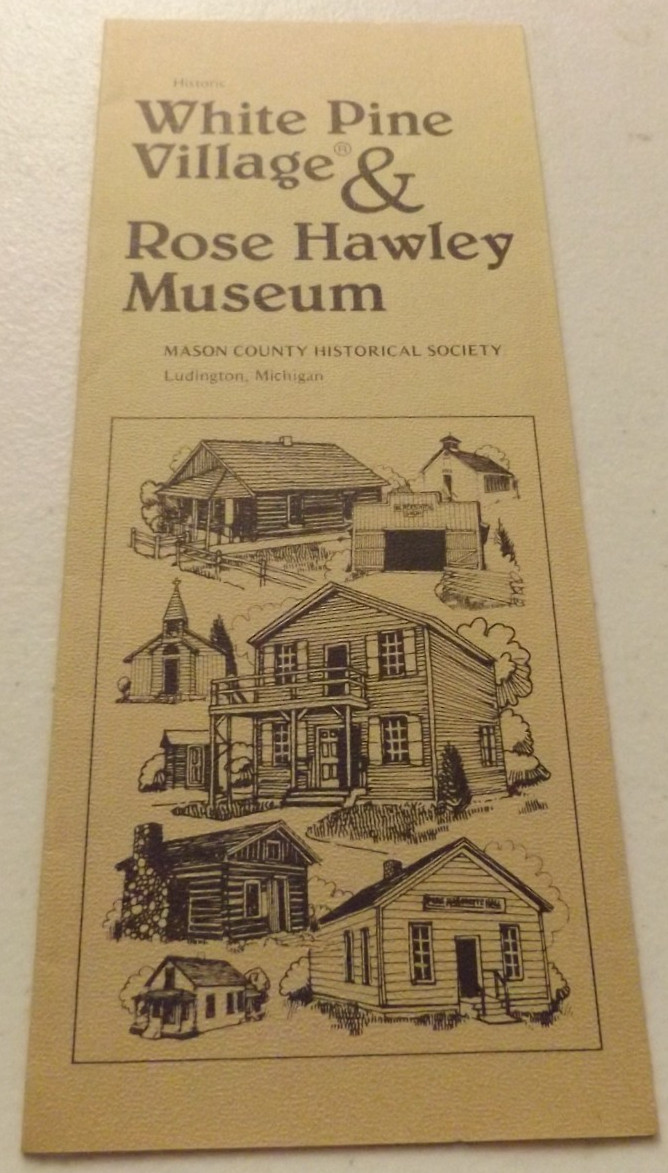 Historic
White Pine
Village® &
Rose Hawley
Museum
MASON COUNTY HISTORICAL SOCIETY
Ludington, Michigan